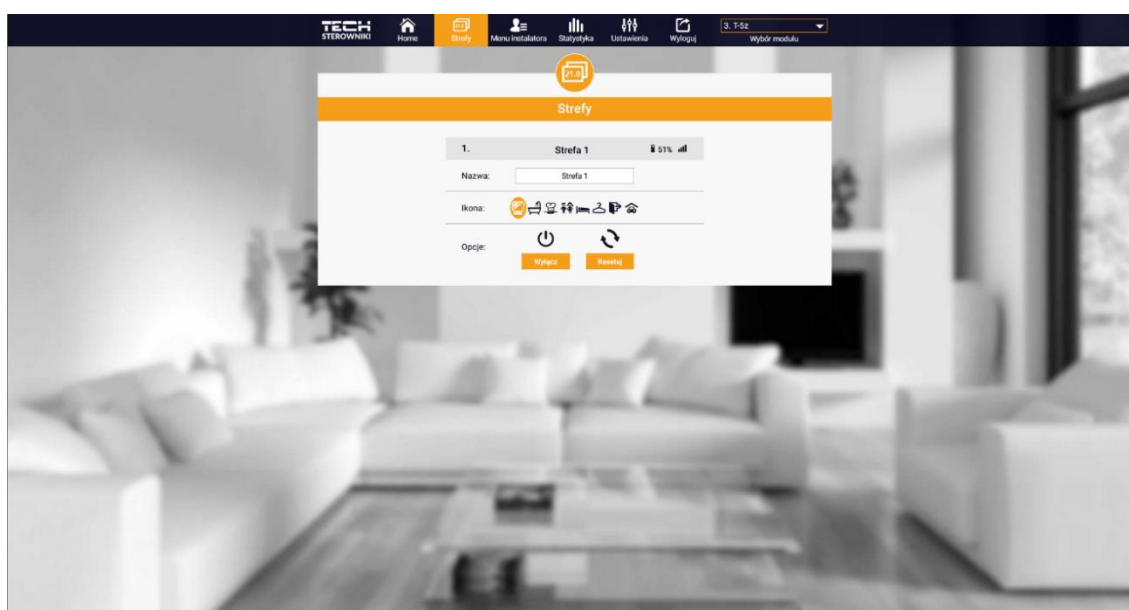 TECH
STEROWNIKI
Home
Strefy
Menu instalatora
Statystyka
Ustawienia
Wyloguj
3. T-5z
Wybór modułu
21.0
Strefy
1. Strefa 1 51%
Nazwa: Strefa 1
Ikona:
Opcje:
Wyłącz Resetuj